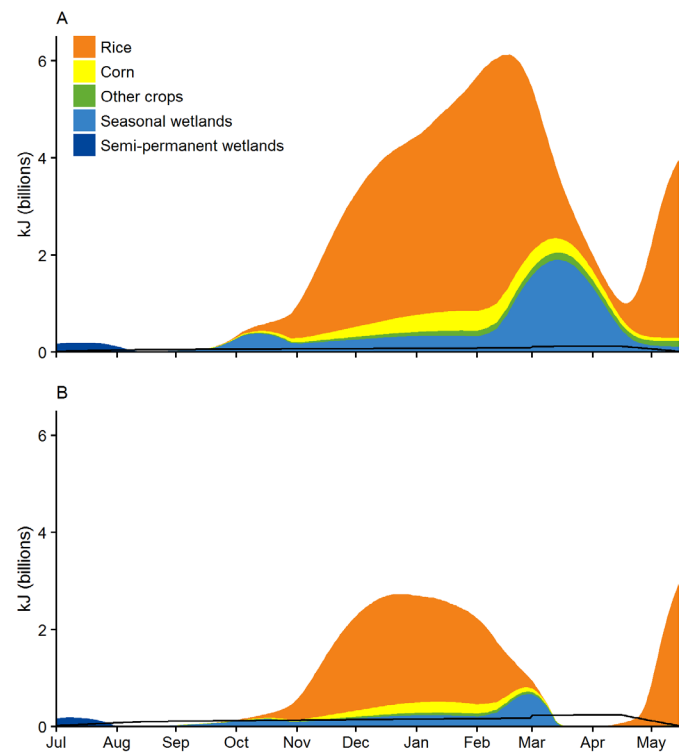 A
6
4
2
0
kJ (billions)
Rice
Corn
Other crops
Seasonal wetlands
Semi-permanent wetlands
B
6
4
2
0
kJ (billions)
Jul Aug Sep Oct Nov Dec Jan Feb Mar Apr May